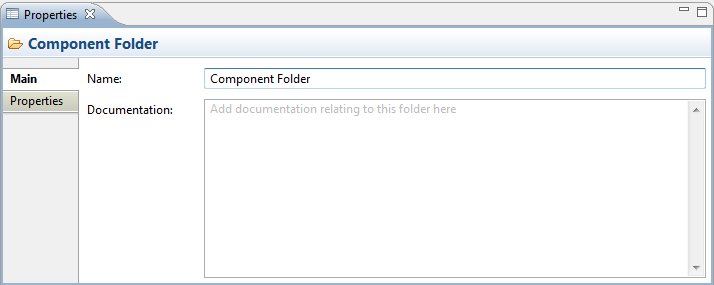 Properties
Component Folder
Main
Name:
Component Folder
Properties
Documentation:
Add documentation relating to this folder here